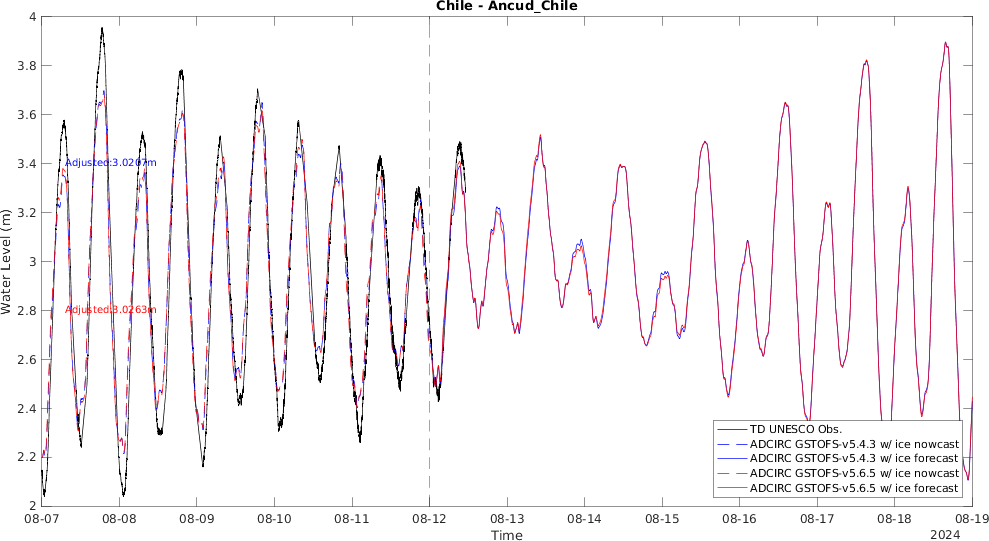 Chile - Ancud_Chile
4
3.8
3.6
3.4
3.2
3
2.8
2.6
2.4
2.2
2
Water Level (m)
Adjusted:3.0207m
Adjusted:3.0263m
TD UNESCO Obs.
ADCIRC GSTOFS-v5.4.3 w/ ice nowcast
ADCIRC GSTOFS-v5.4.3 w/ ice forecast
ADCIRC GSTOFS-v5.6.5 w/ ice nowcast
ADCIRC GSTOFS-v5.6.5 w/ ice forecast
08-07 08-08 08-09 08-10 08-11 08-12 08-13 08-14 08-15 08-16 08-17 08-18 08-19
Time
2024